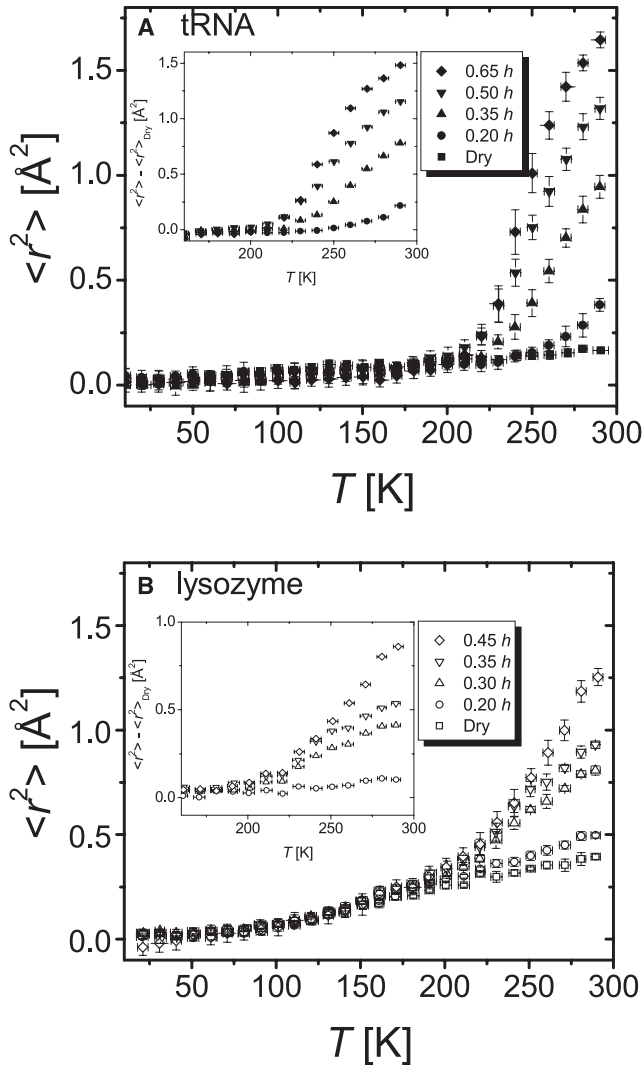 A tRNA
<r²> [Å²]
1.5
1.0
0.5
0.0
50 100 150 200 250 300
T [K]
<r²> - <r²>Dry [Å²]
1.5
1.0
0.5
0.0
200 250 300
T [K]
0.65 h
0.50 h
0.35 h
0.20 h
Dry
B lysozyme
<r²> [Å²]
1.5
1.0
0.5
0.0
50 100 150 200 250 300
T [K]
<r²> - <r²>Dry [Å²]
1.0
0.5
0.0
200 250 300
T [K]
0.45 h
0.35 h
0.30 h
0.20 h
Dry